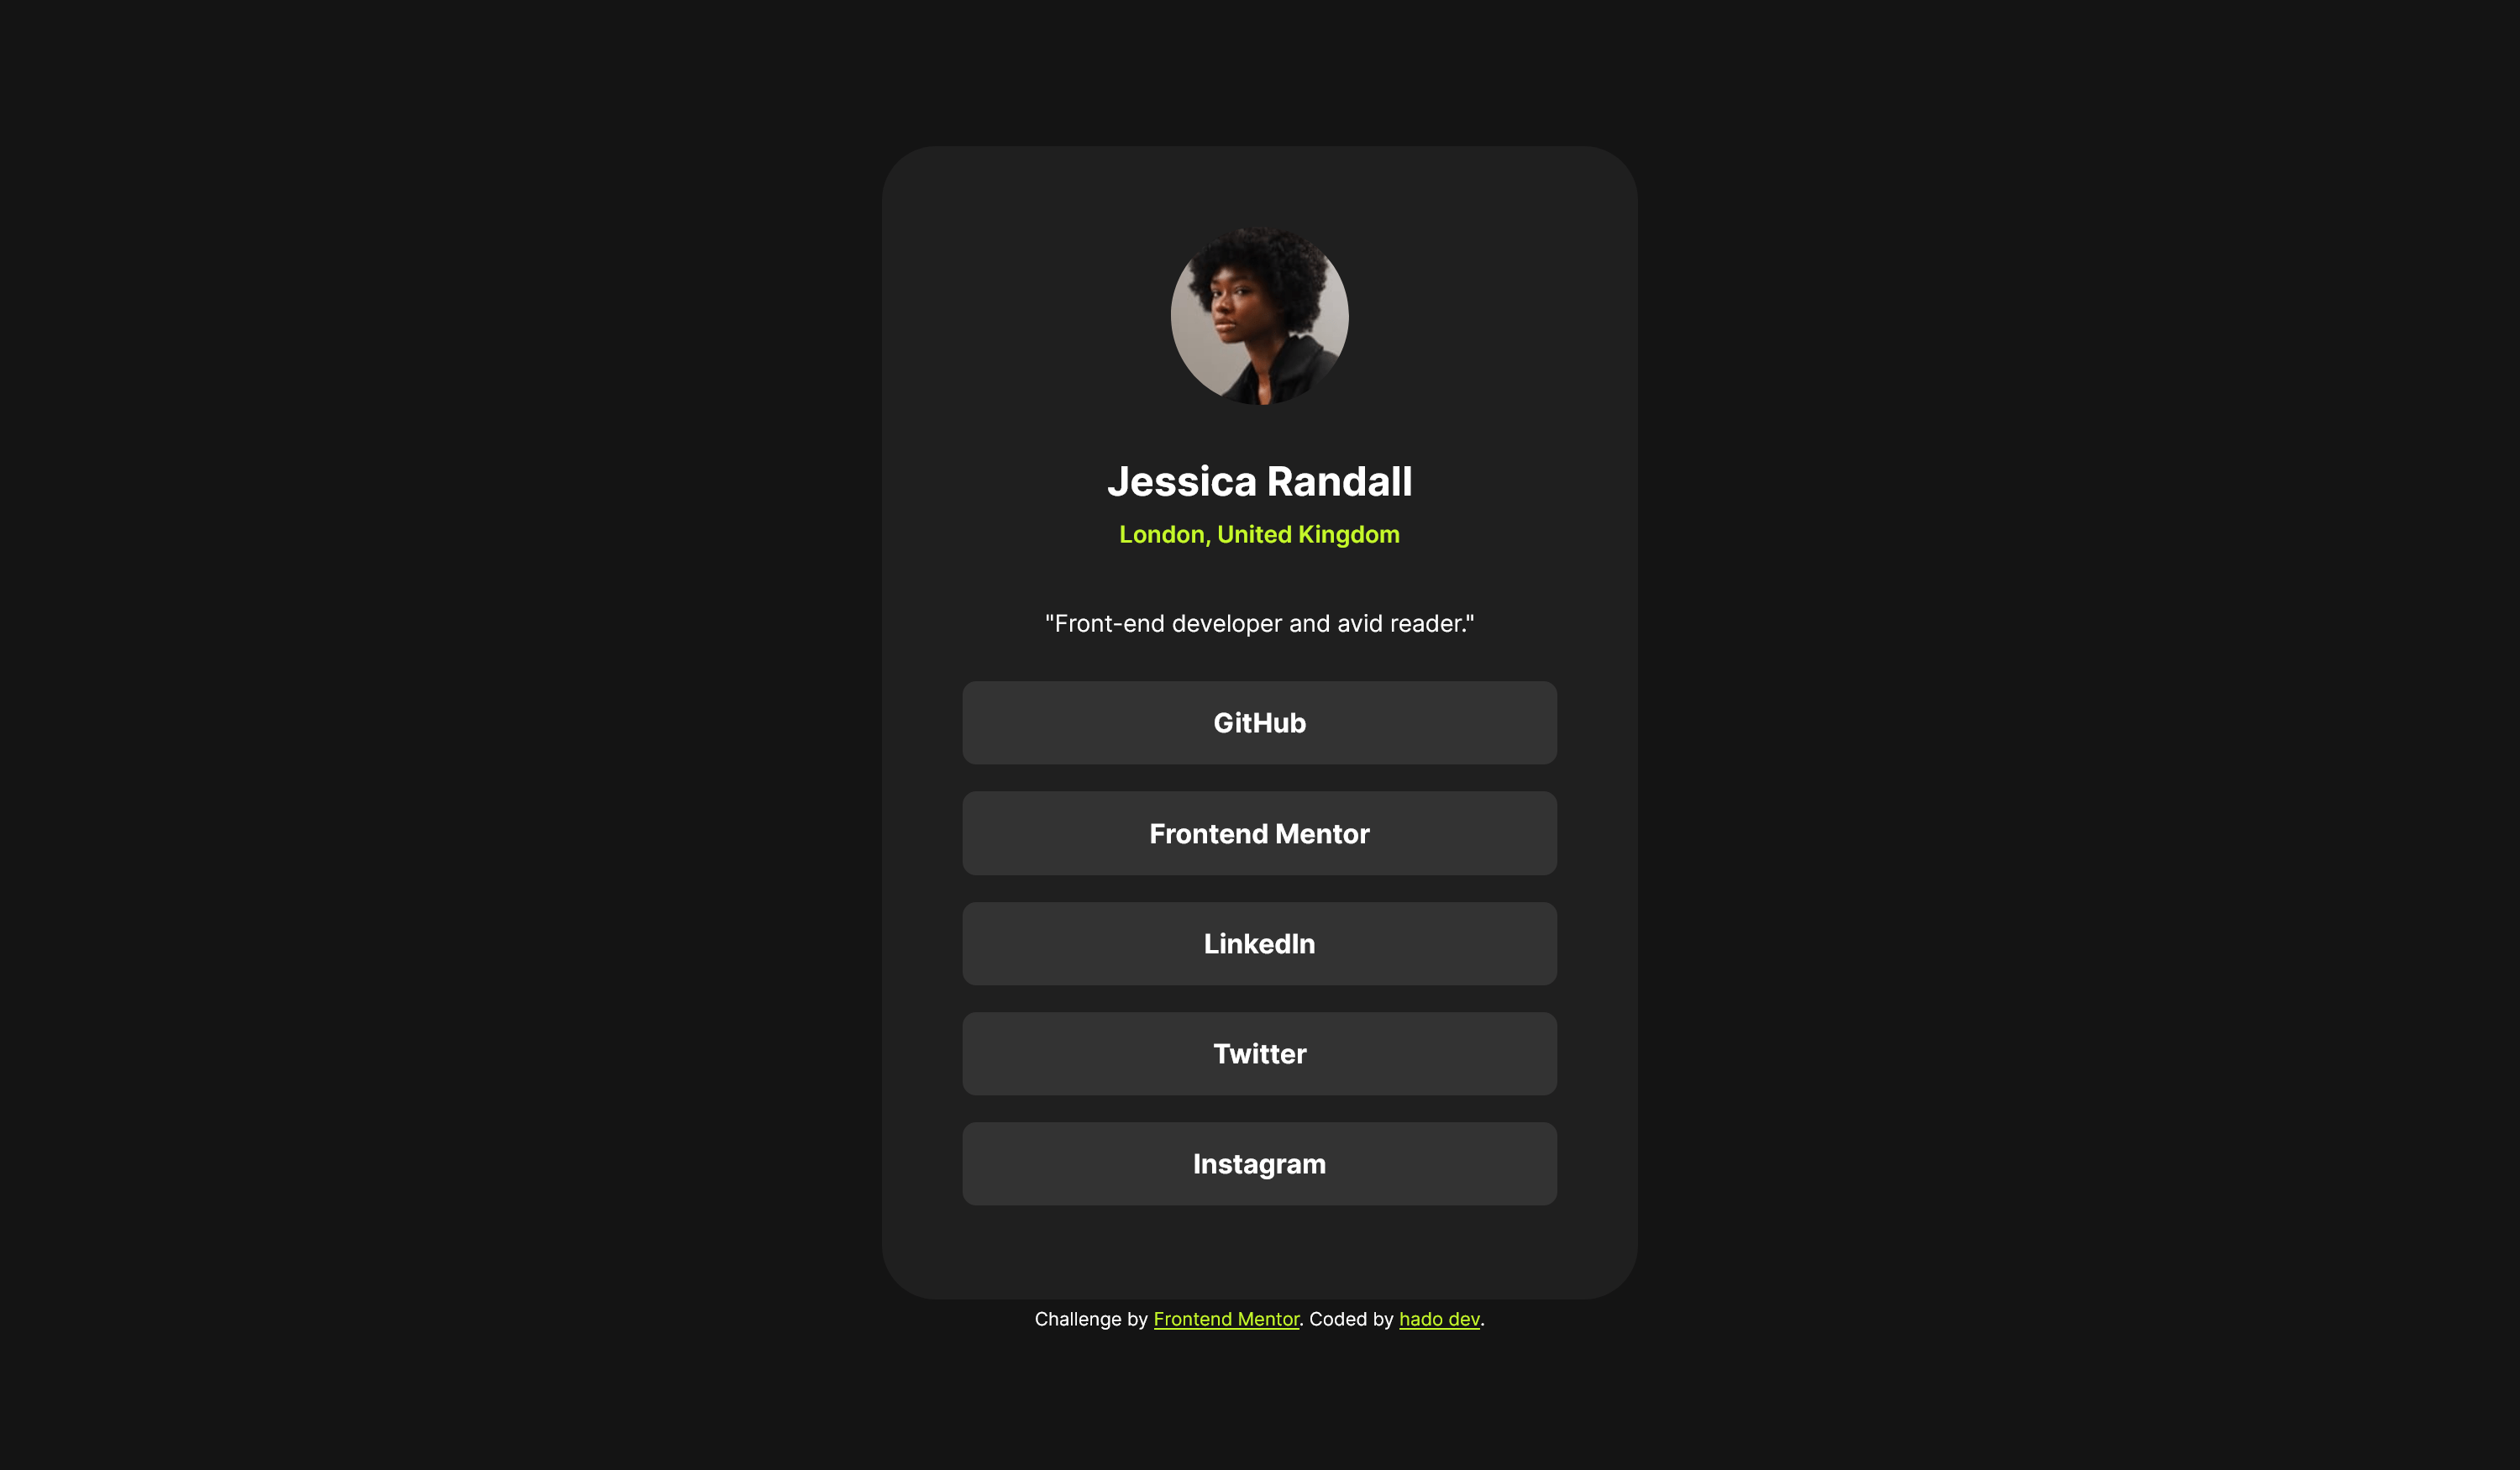 Jessica Randall
London, United Kingdom
"Front-end developer and avid reader."
GitHub
Frontend Mentor
LinkedIn
Twitter
Instagram
Challenge by Frontend Mentor. Coded by hado dev.